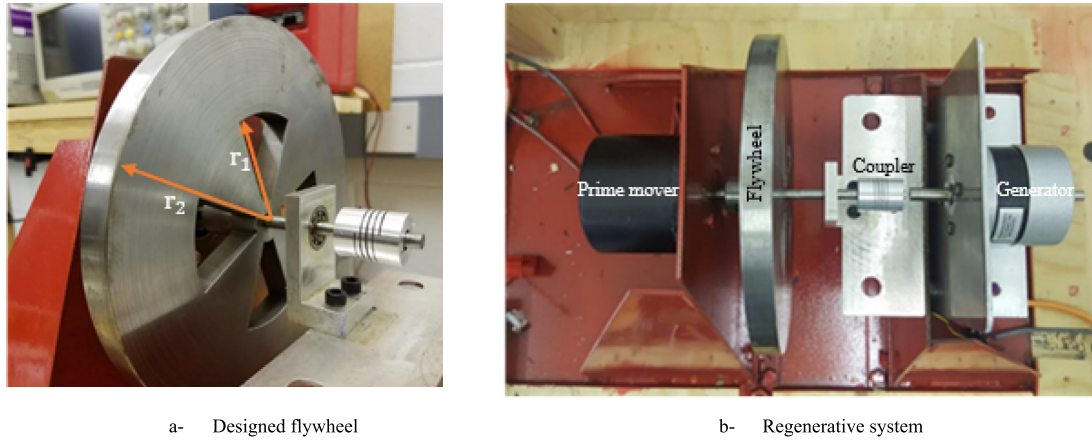 r1
r2
Prime mover
Flywheel
Coupler
Generator
a- Designed flywheel
b- Regenerative system